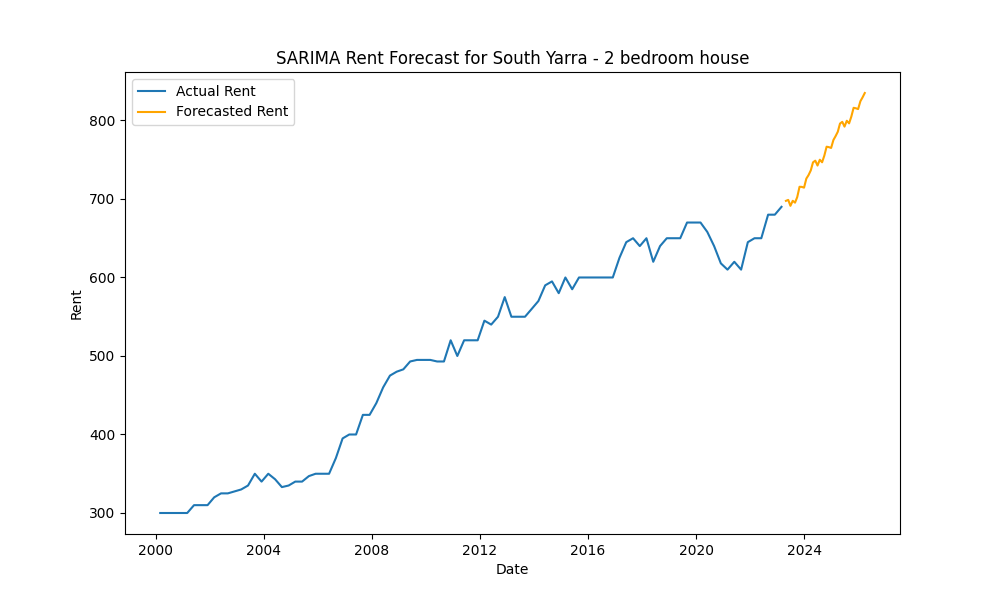 SARIMA Rent Forecast for South Yarra - 2 bedroom house
Actual Rent
Forecasted Rent
800
700
600
500
400
300
Rent
2000 2004 2008 2012 2016 2020 2024
Date